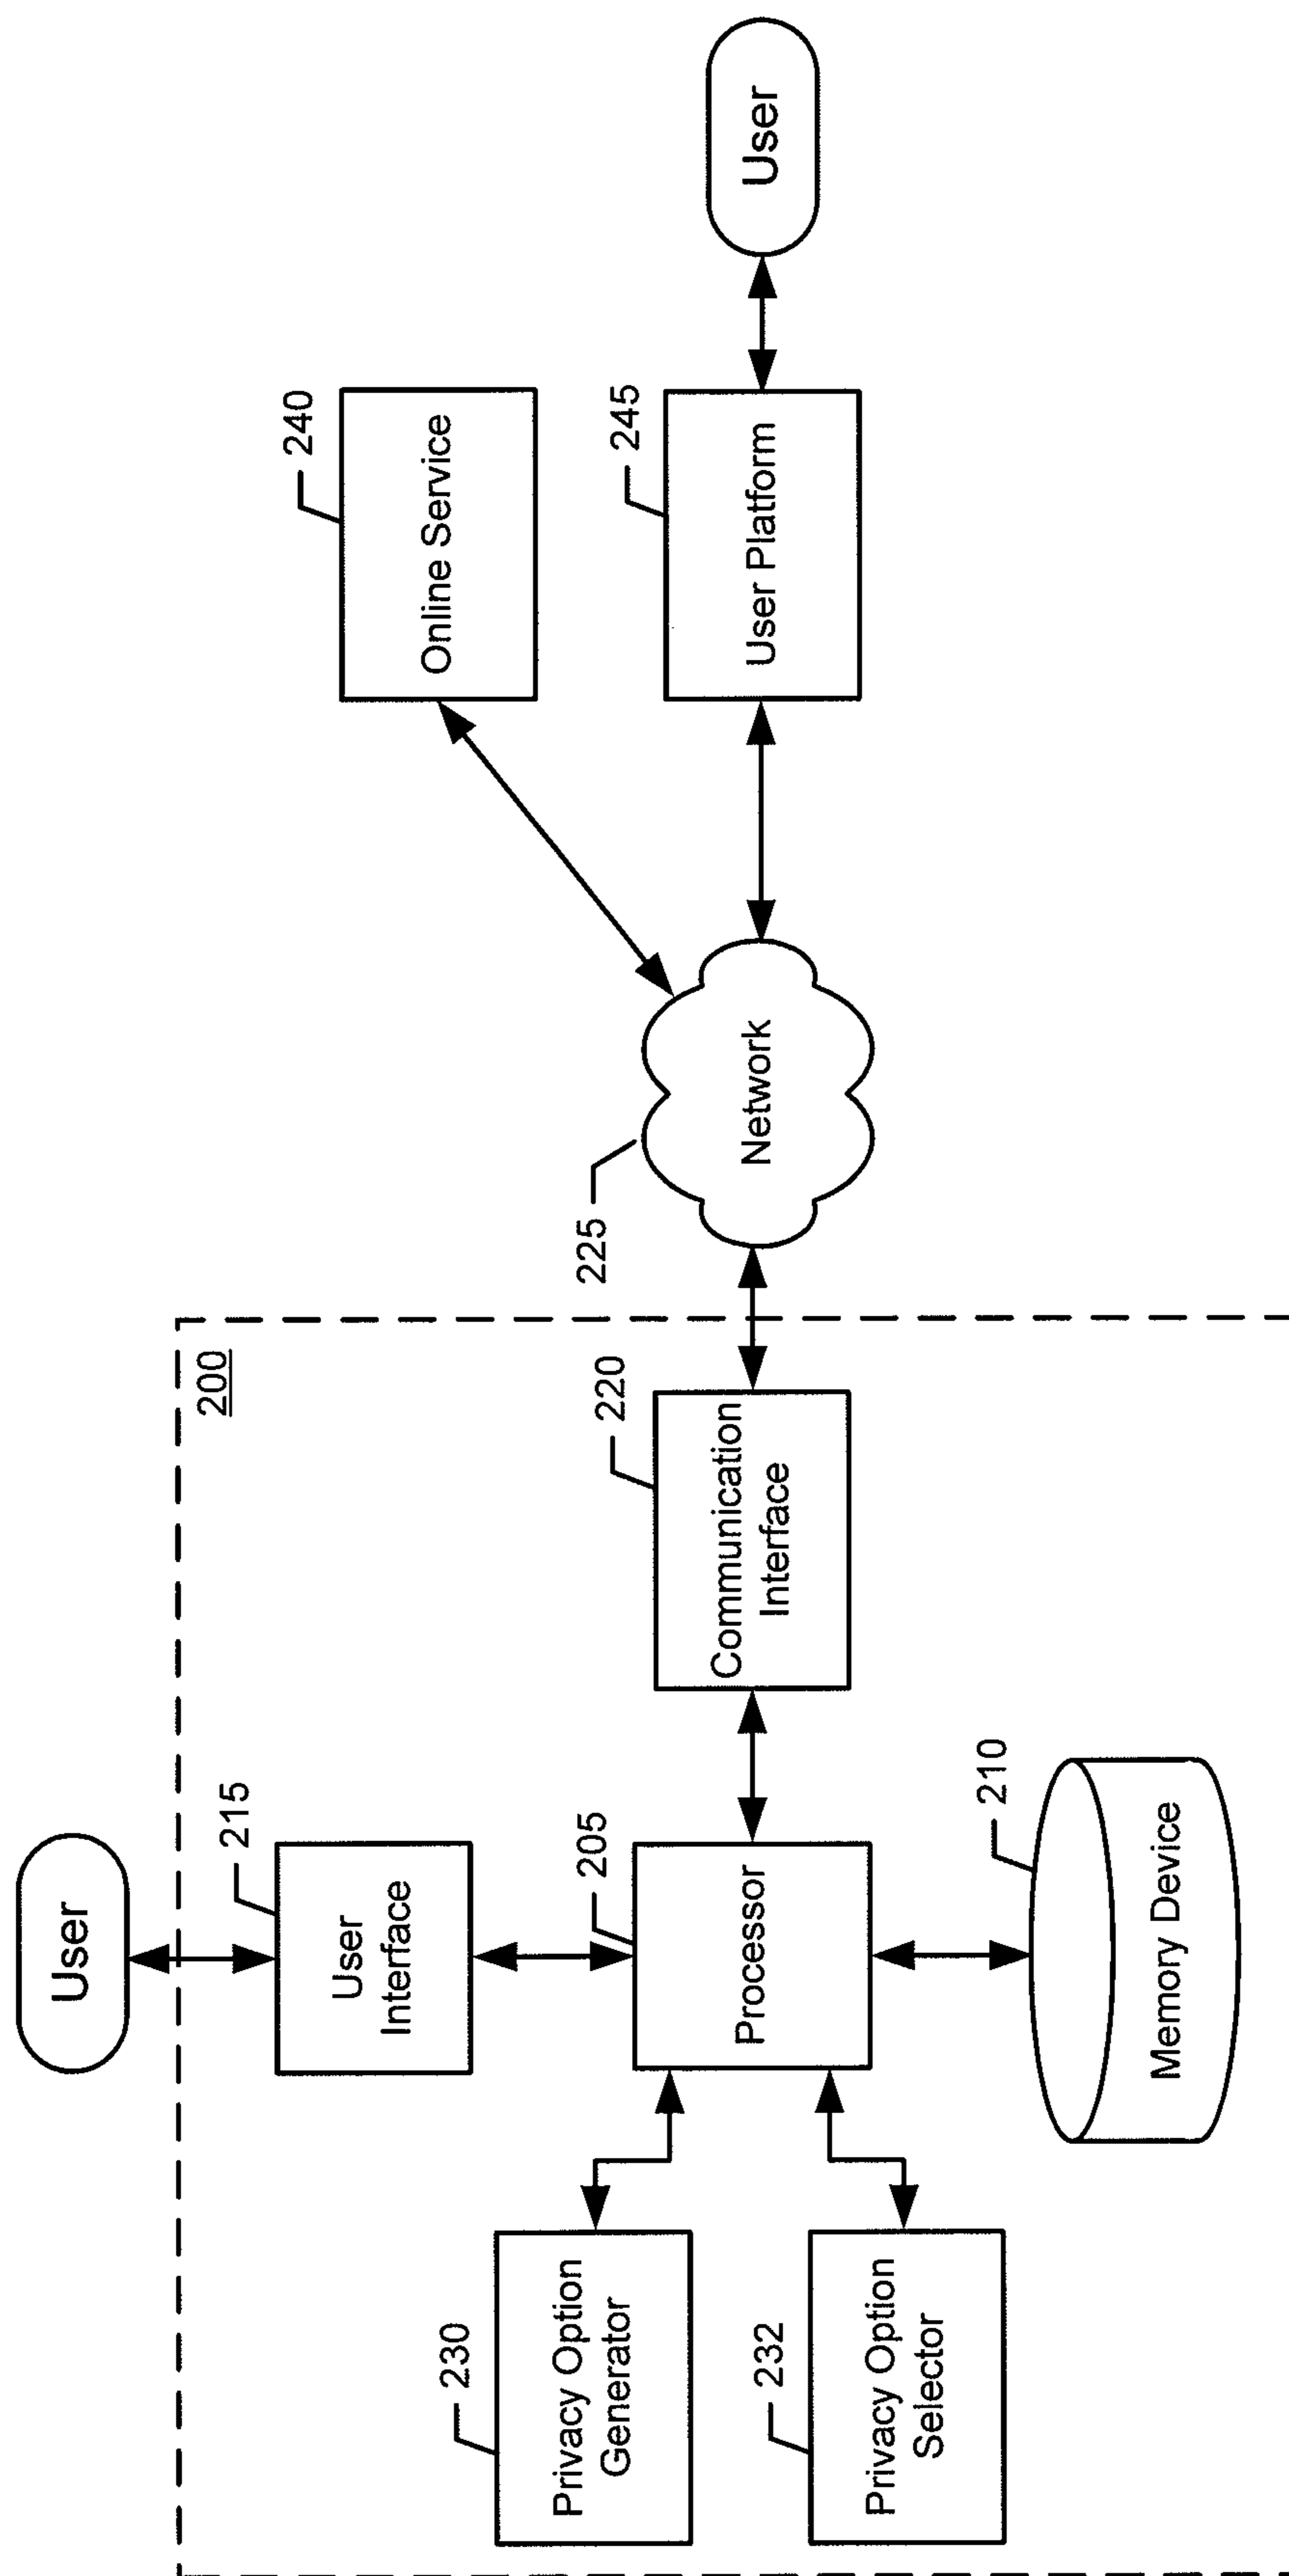 User
200
215
User
Interface
230
Privacy Option
Generator
205
Processor
220
Communication
Interface
225
Network
240
Online Service
232
Privacy Option
Selector
210
Memory Device
245
User Platform
User